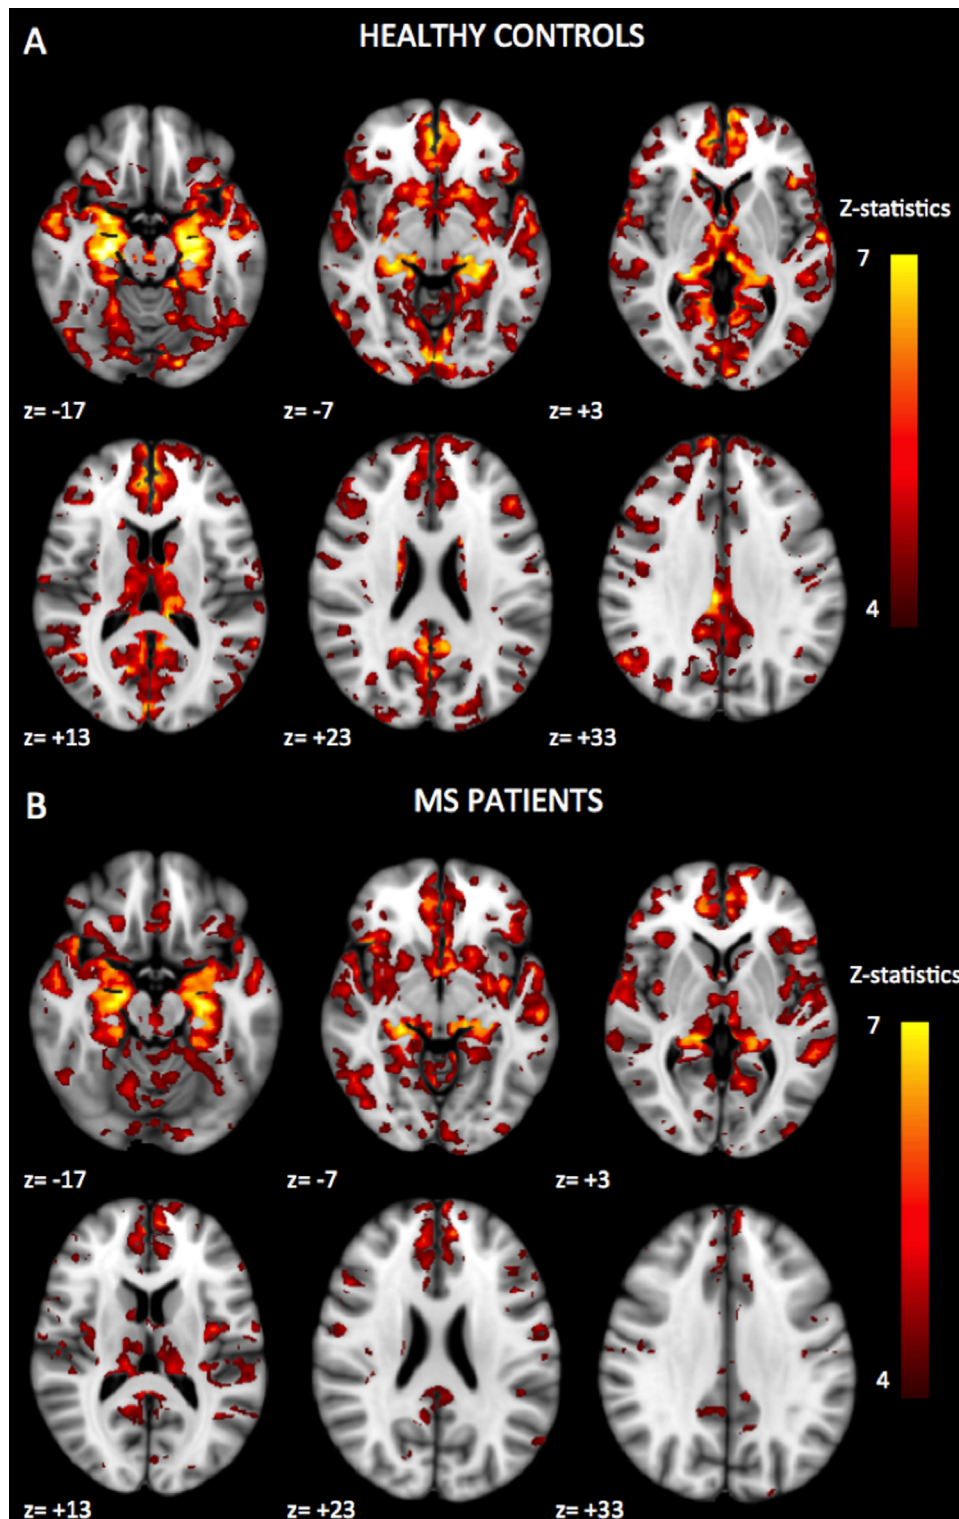 A
HEALTHY CONTROLS
Z-statistics
7
4
z= -17
z= -7
z= +3
z= +13
z= +23
z= +33
B
MS PATIENTS
Z-statistics
7
4
z= -17
z= -7
z= +3
z= +13
z= +23
z= +33